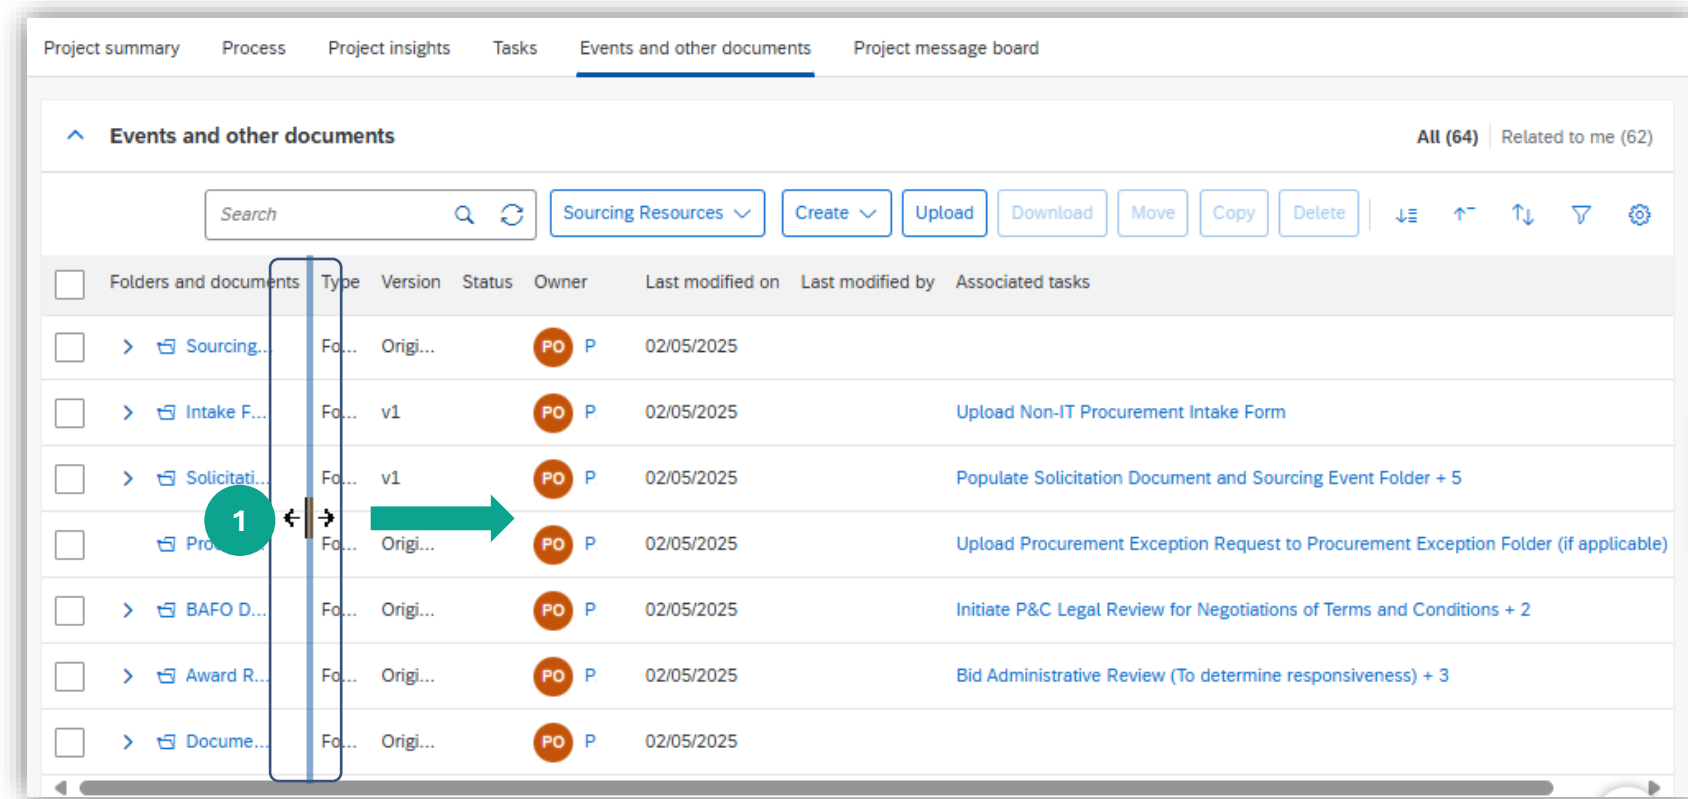 Project summary Process Project insights Tasks Events and other documents Project message board
Events and other documents All (64) Related to me (62)
Search Sourcing Resources Create Upload Download Move Copy Delete
Folders and documents Type Version Status Owner Last modified on Last modified by Associated tasks
Sourcing... Fo... Origi... PO P 02/05/2025
Intake F... Fo... v1 PO P 02/05/2025 Upload Non-IT Procurement Intake Form
Solicitati... Fo... v1 PO P 02/05/2025 Populate Solicitation Document and Sourcing Event Folder + 5
1
Fo... Origi... PO P 02/05/2025 Upload Procurement Exception Request to Procurement Exception Folder (if applicable)
BAFO D... Fo... Origi... PO P 02/05/2025 Initiate P&C Legal Review for Negotiations of Terms and Conditions + 2
Award R... Fo... Origi... PO P 02/05/2025 Bid Administrative Review (To determine responsiveness) + 3
Docume... Fo... Origi... PO P 02/05/2025